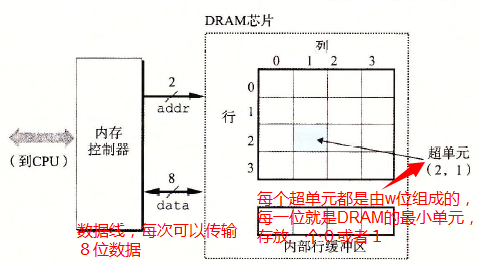 DRAM芯片
列
0 1 2 3
2
addr
0
行
1
2
3
内存
控制器
(到CPU)
超单元
(2，1)
8
data
每个超单元都是由w位组成的，
每一位就是DRAM的最小单元，
存放一个０或者１
数据线，每次可以传输
８位数据
内部行缓冲区